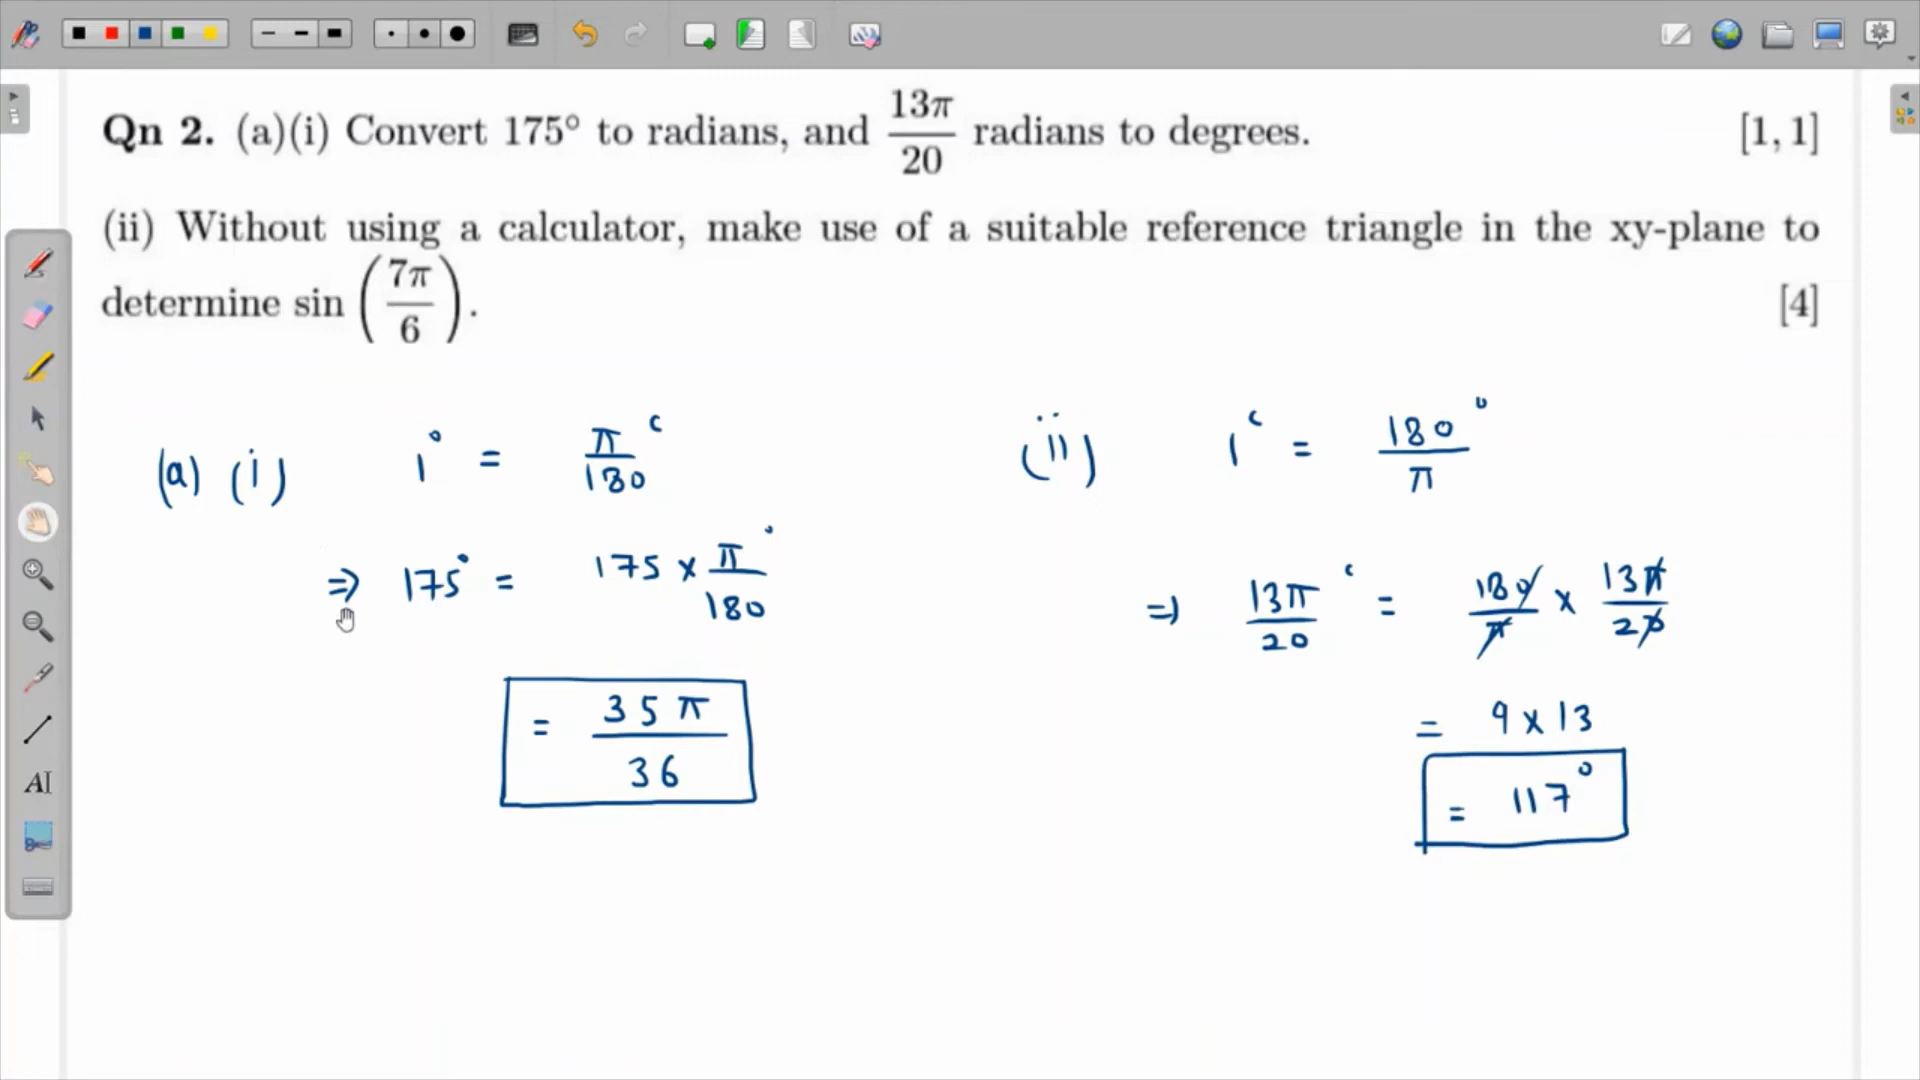 Qn 2. (a)(i) Convert 175° to radians, and 13π/20 radians to degrees. [1, 1]
(ii) Without using a calculator, make use of a suitable reference triangle in the xy-plane to
determine sin (7π/6). [4]
(a) (i) 1° = π/180 ᶜ
⇒ 175° = 175 × π/180 °
= 35π/36
(ii) 1ᶜ = 180°/π
⇒ 13π/20 ᶜ = 180/π × 13π/20
= 9 × 13
= 117°
AI